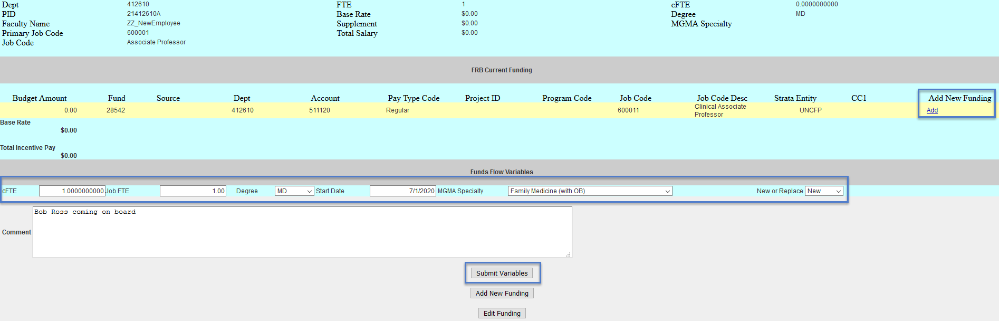 Dept 412610 FTE 1 cFTE 0.0000000000
PID 21412610A Base Rate $0.00 Degree MD
Faculty Name ZZ_NewEmployee Supplement $0.00 MGMA Specialty
Primary Job Code 600001 Total Salary $0.00
Job Code Associate Professor
FRB Current Funding
Budget Amount Fund Source Dept Account Pay Type Code Project ID Program Code Job Code Job Code Desc Strata Entity CC1 Add New Funding
0.00 28542 412610 511120 Regular 600011 Clinical Associate Professor UNCFP Add
Base Rate
$0.00
Total Incentive Pay
$0.00
Funds Flow Variables
cFTE 1.0000000000 Job FTE 1.00 Degree MD Start Date 7/1/2020 MGMA Specialty Family Medicine (with OB) New or Replace New
Bob Ross coming on board
Comment
Submit Variables
Add New Funding
Edit Funding